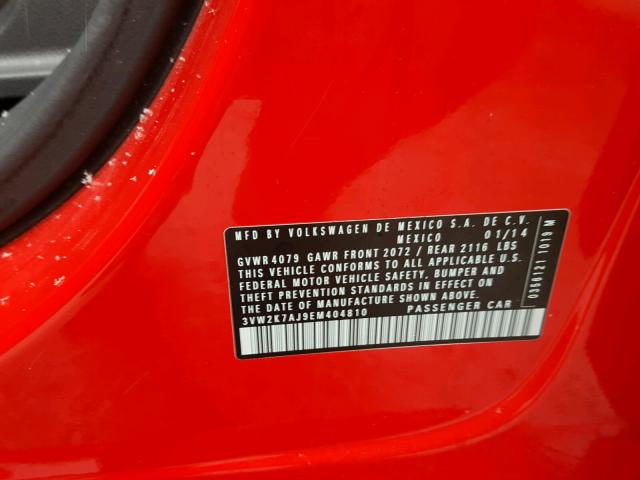 MFD BY VOLKSWAGEN DE MEXICO S.A. DE C.V.
MEXICO 01/14
GVWR 4079 GAWR FRONT 2072 / REAR 2116 LBS
THIS VEHICLE CONFORMS TO ALL APPLICABLE U.S.
FEDERAL MOTOR VEHICLE SAFETY, BUMPER AND
THEFT PREVENTION STANDARDS IN EFFECT ON
THE DATE OF MANUFACTURE SHOWN ABOVE.
3VW2K7AJ9EM404810 PASSENGER CAR
0356121 1019 M